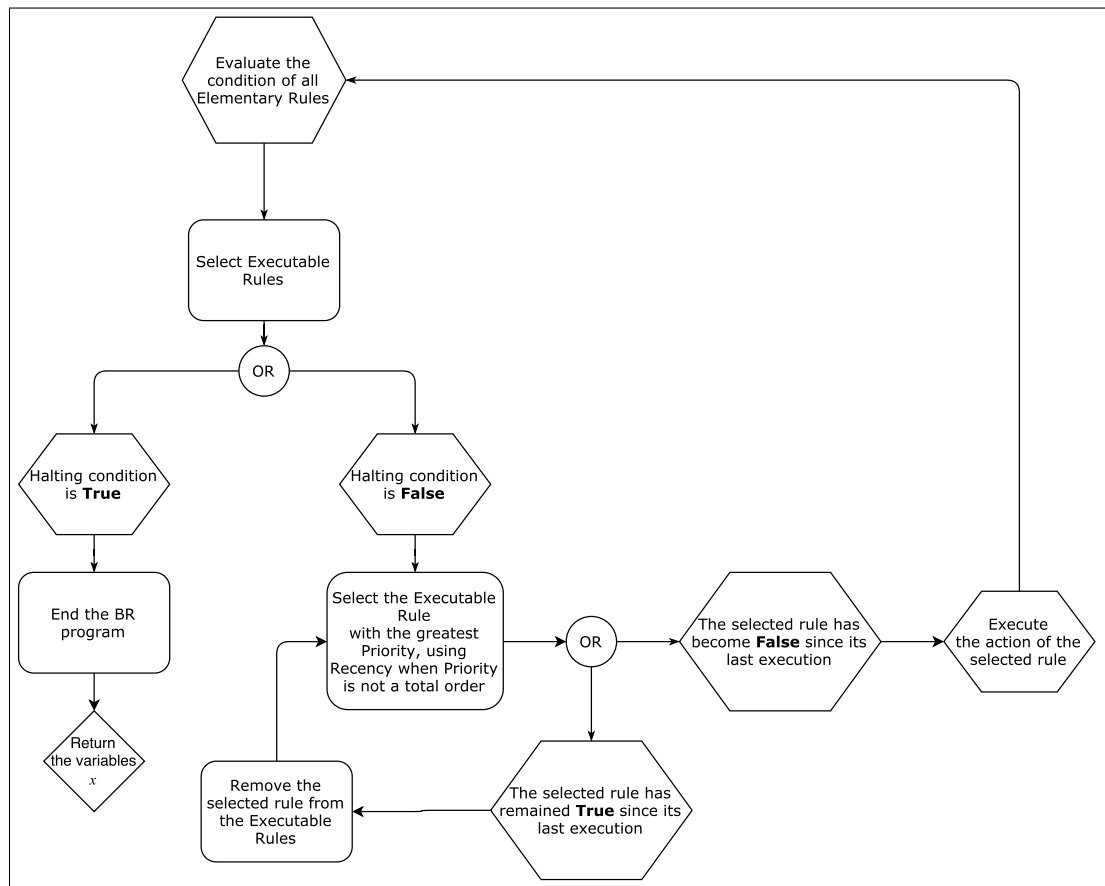 Evaluate the
condition of all
Elementary Rules
Select Executable
Rules
OR
Halting condition
is True
Halting condition
is False
End the BR
program
Return
the variables
x
Select the Executable
Rule
with the greatest
Priority, using
Recency when Priority
is not a total order
OR
The selected rule has
become False since its
last execution
Execute
the action of the
selected rule
The selected rule has
remained True since its
last execution
Remove the
selected rule from
the Executable
Rules